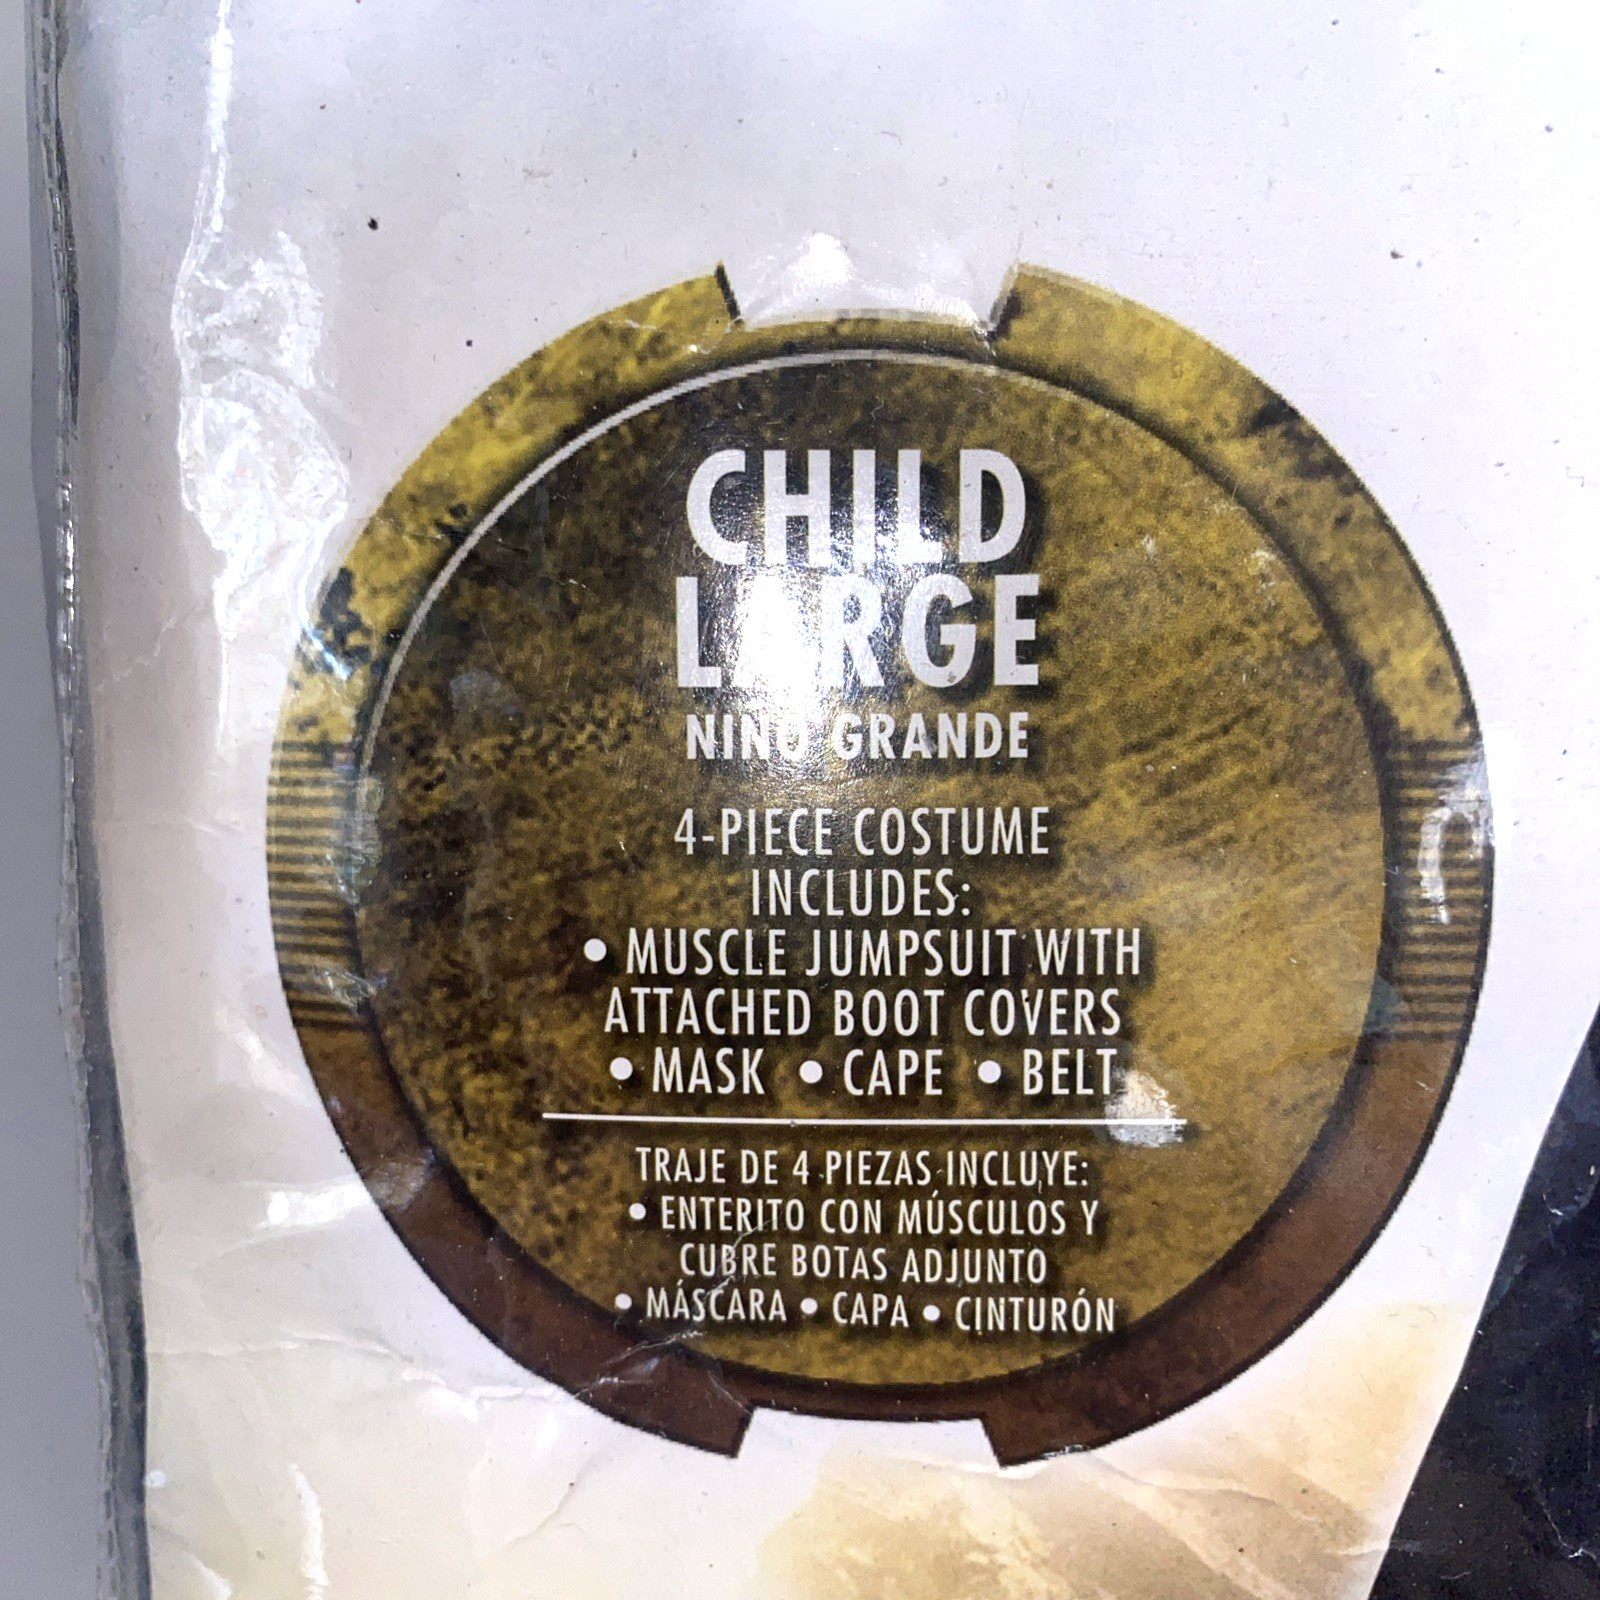 CHILD
LARGE
NINO GRANDE
4-PIECE COSTUME
INCLUDES:
• MUSCLE JUMPSUIT WITH
ATTACHED BOOT COVERS
• MASK • CAPE • BELT
TRAJE DE 4 PIEZAS INCLUYE:
• ENTERITO CON MÚSCULOS Y
CUBRE BOTAS ADJUNTO
• MÁSCARA • CAPA • CINTURÓN